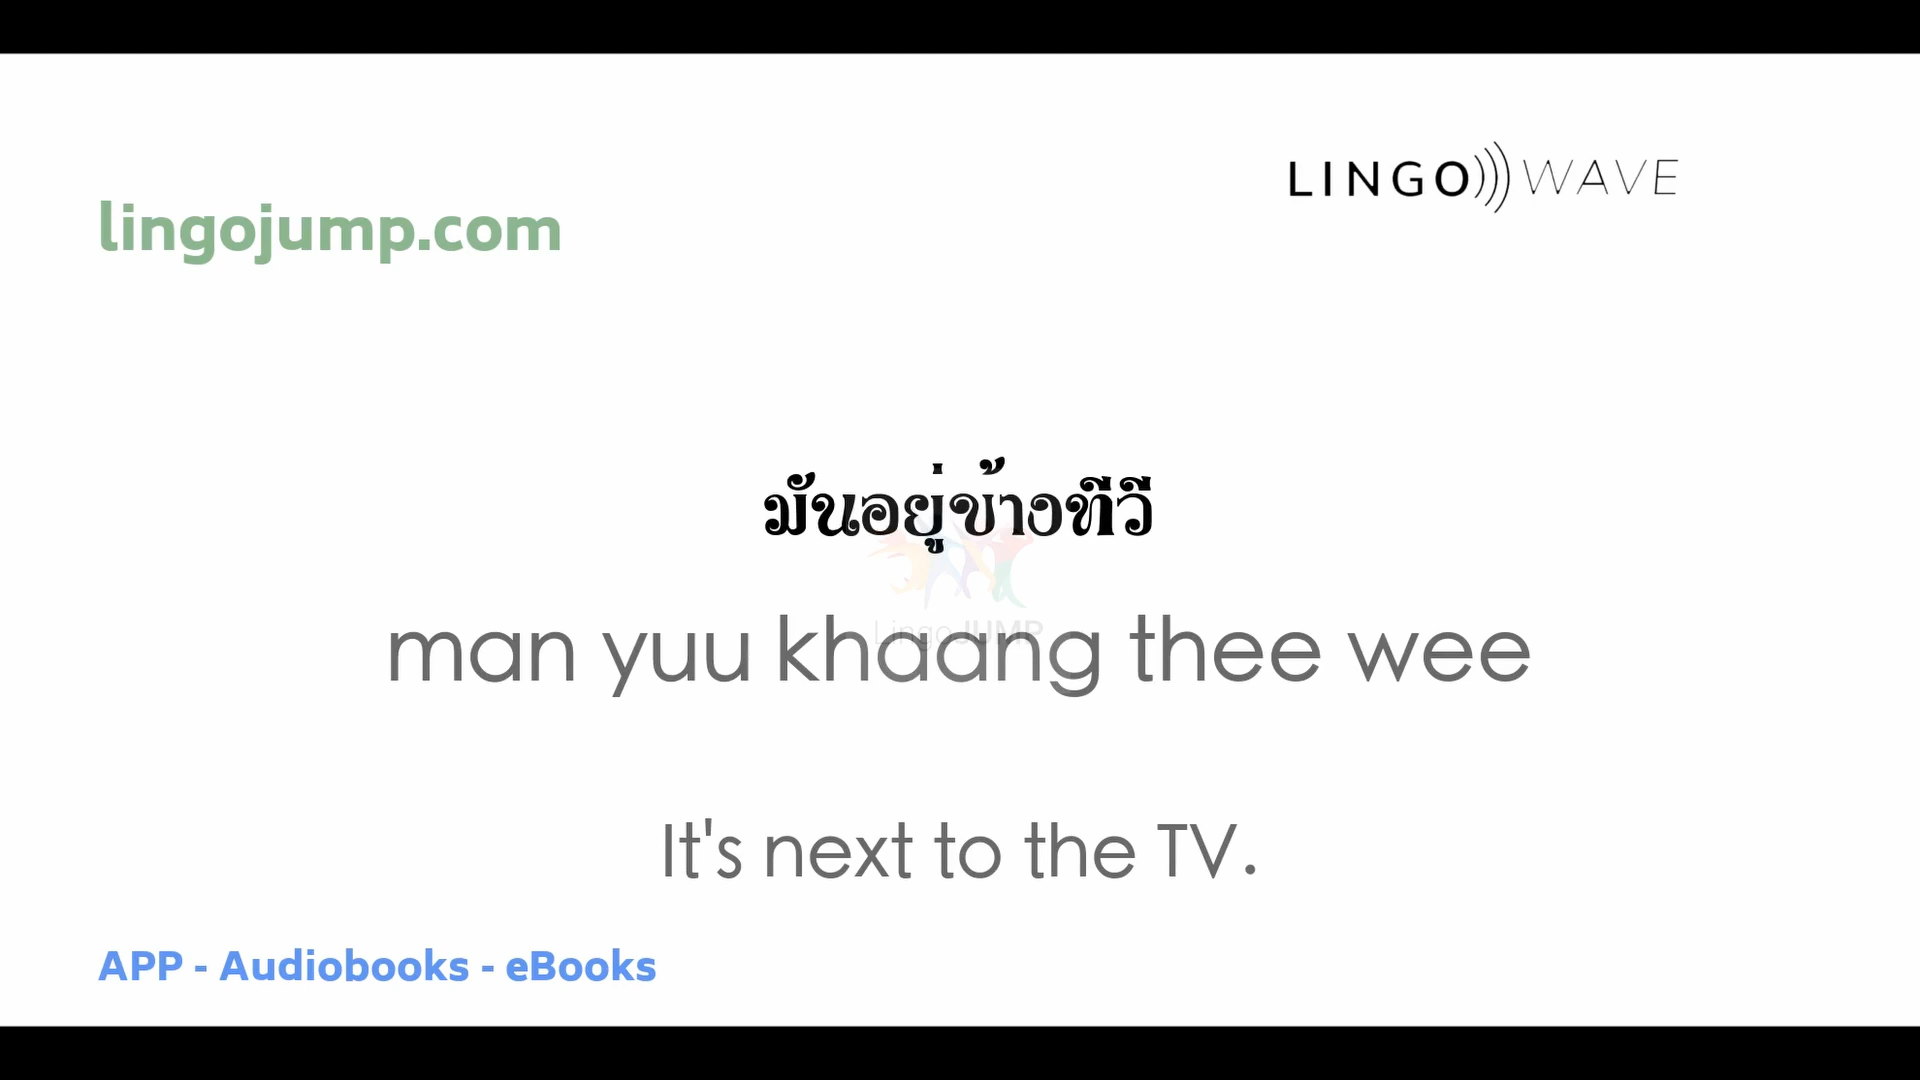 LINGO WAVE
lingojump.com
มันอยู่ข้างทีวี
LingoJUMP
man yuu khaang thee wee
It's next to the TV.
APP - Audiobooks - eBooks